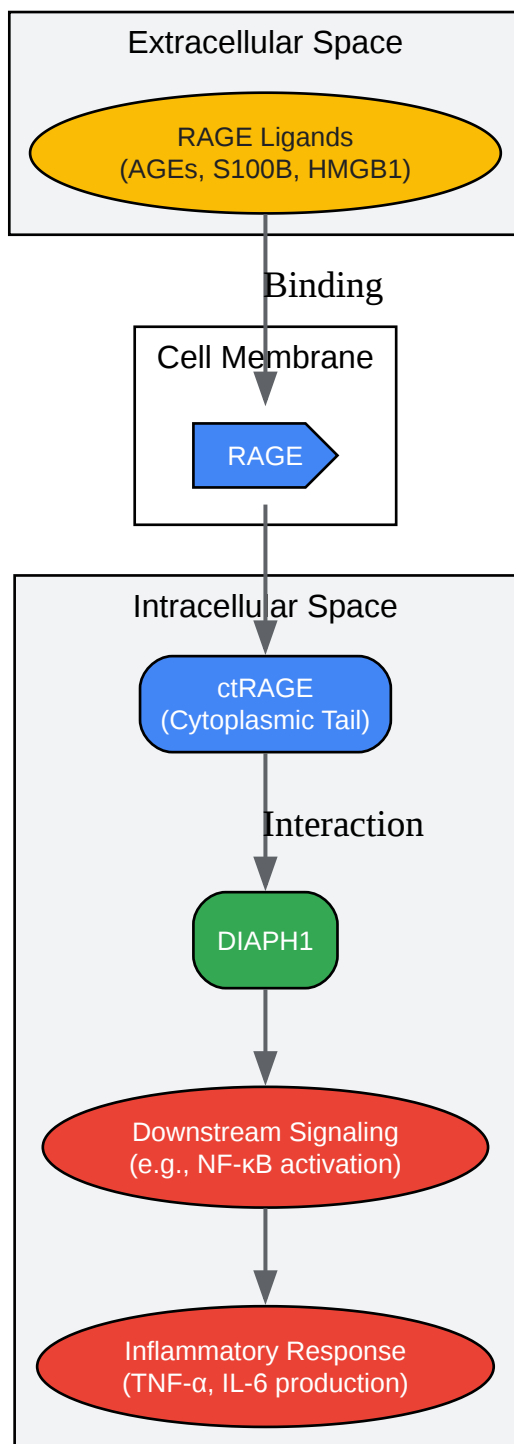 Extracellular Space
RAGE Ligands
(AGEs, S100B, HMGB1)
Binding
Cell Membrane
RAGE
Intracellular Space
ctRAGE
(Cytoplasmic Tail)
Interaction
DIAPH1
Downstream Signaling
(e.g., NF-κB activation)
Inflammatory Response
(TNF-α, IL-6 production)